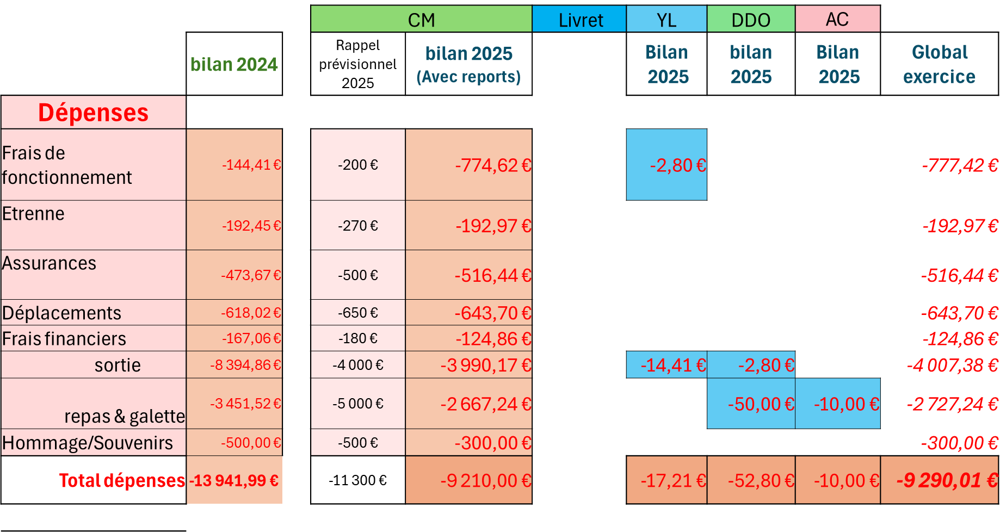 CM Livret YL DDO AC
bilan 2024 Rappel prévisionnel 2025 bilan 2025 (Avec reports) Bilan 2025 bilan 2025 Bilan 2025 Global exercice
Dépenses
Frais de fonctionnement -144,41 € -200 € -774,62 € -2,80 € -777,42 €
Etrenne -192,45 € -270 € -192,97 € -192,97 €
Assurances -473,67 € -500 € -516,44 € -516,44 €
Déplacements -618,02 € -650 € -643,70 € -643,70 €
Frais financiers -167,06 € -180 € -124,86 € -124,86 €
sortie -8 394,86 € -4 000 € -3 990,17 € -14,41 € -2,80 € -4 007,38 €
repas & galette -3 451,52 € -5 000 € -2 667,24 € -50,00 € -10,00 € -2 727,24 €
Hommage/Souvenirs -500,00 € -500 € -300,00 € -300,00 €
Total dépenses -13 941,99 € -11 300 € -9 210,00 € -17,21 € -52,80 € -10,00 € -9 290,01 €